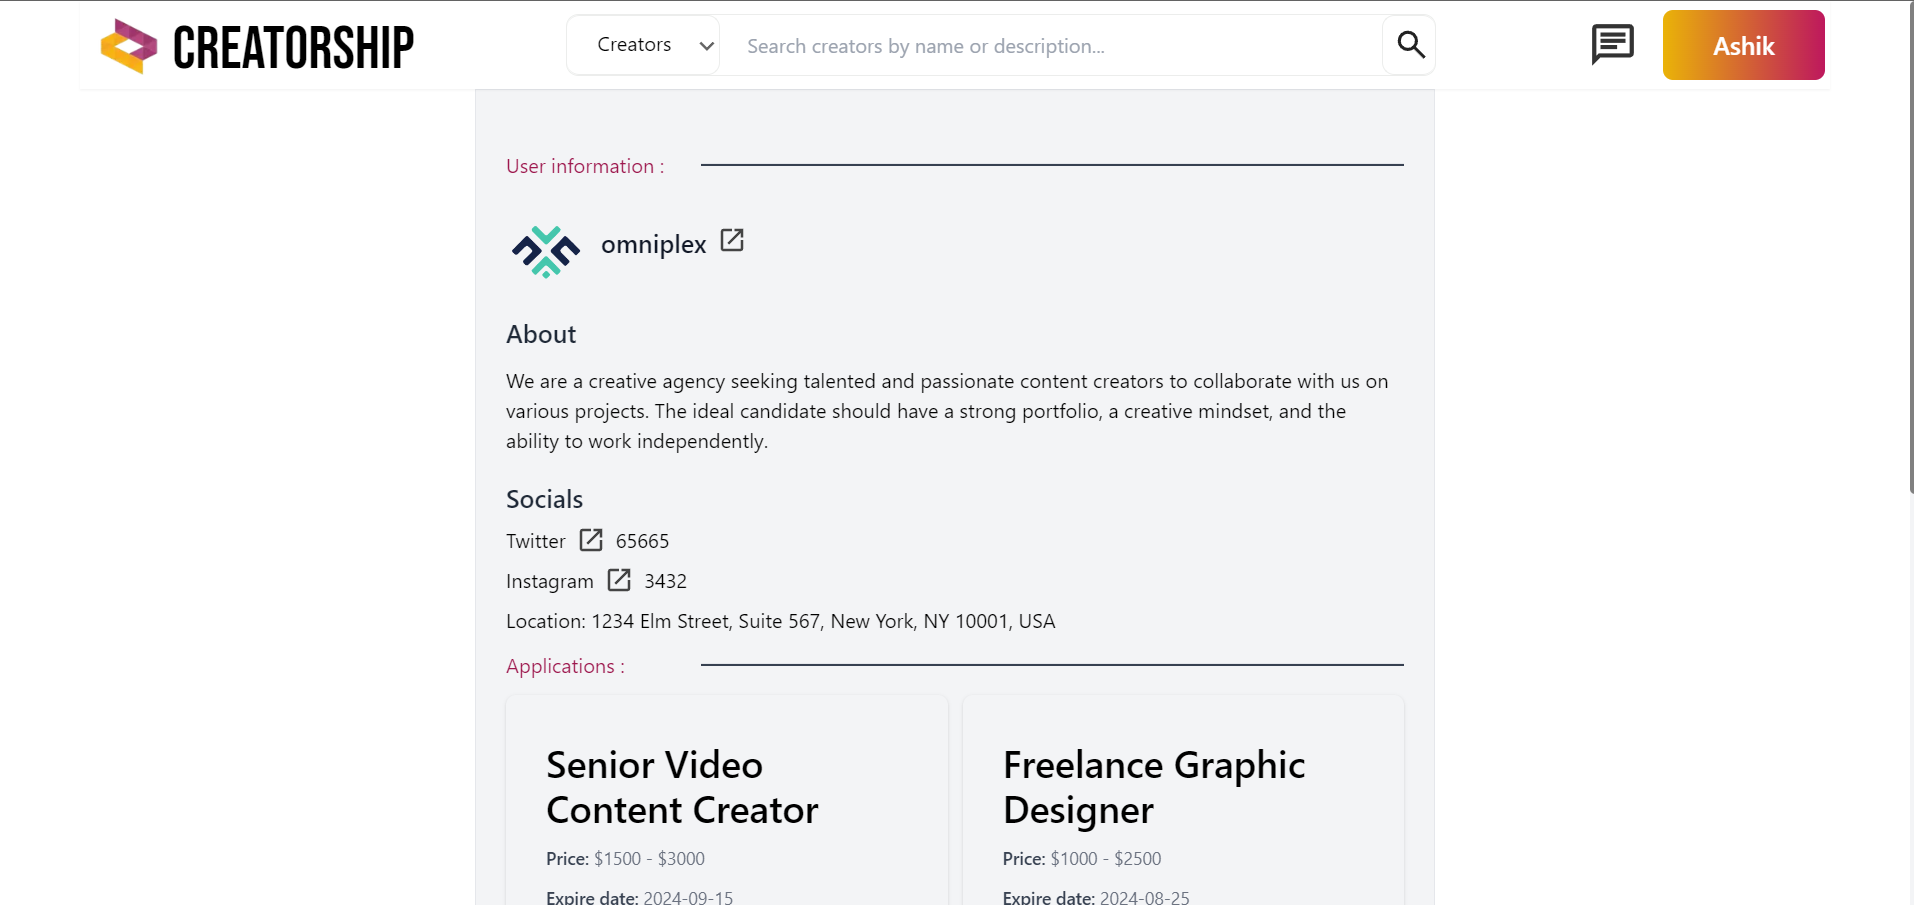 CREATORSHIP
Creators
Search creators by name or description...
Ashik
User information :
omniplex
About
We are a creative agency seeking talented and passionate content creators to collaborate with us on
various projects. The ideal candidate should have a strong portfolio, a creative mindset, and the
ability to work independently.
Socials
Twitter 65665
Instagram 3432
Location: 1234 Elm Street, Suite 567, New York, NY 10001, USA
Applications :
Senior Video
Content Creator
Price: $1500 - $3000
Expire date: 2024-09-15
Freelance Graphic
Designer
Price: $1000 - $2500
Expire date: 2024-08-25